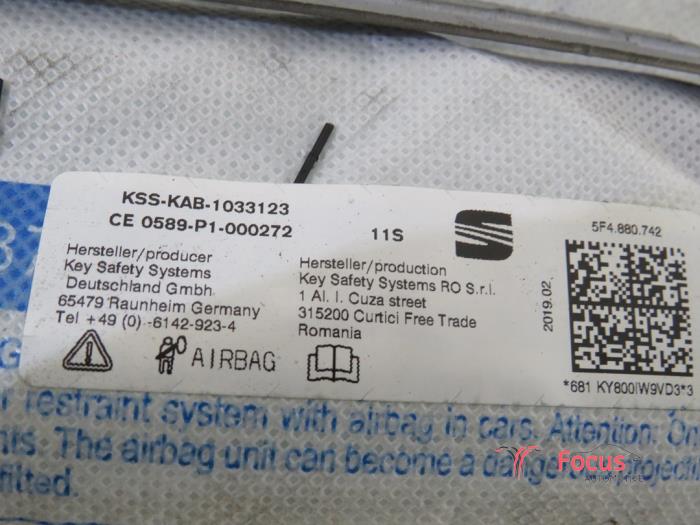 KSS-KAB-1033123
CE 0589-P1-000272
11S
Hersteller/producer
Key Safety Systems
Deutschland Gmbh
65479 Raunheim Germany
Tel +49 (0)-6142-923-4
Hersteller/production
Key Safety Systems RO S.r.l.
1 Al. I. Cuza street
315200 Curtici Free Trade
Romania
5F4.880.742
2019.02.
*681 KY800IW9VD3*3
AIRBAG
restraint system with airbag in cars. Attention: On
The airbag unit can become a dangerous projectil
filted.
Focus
AUTOMOTIVE